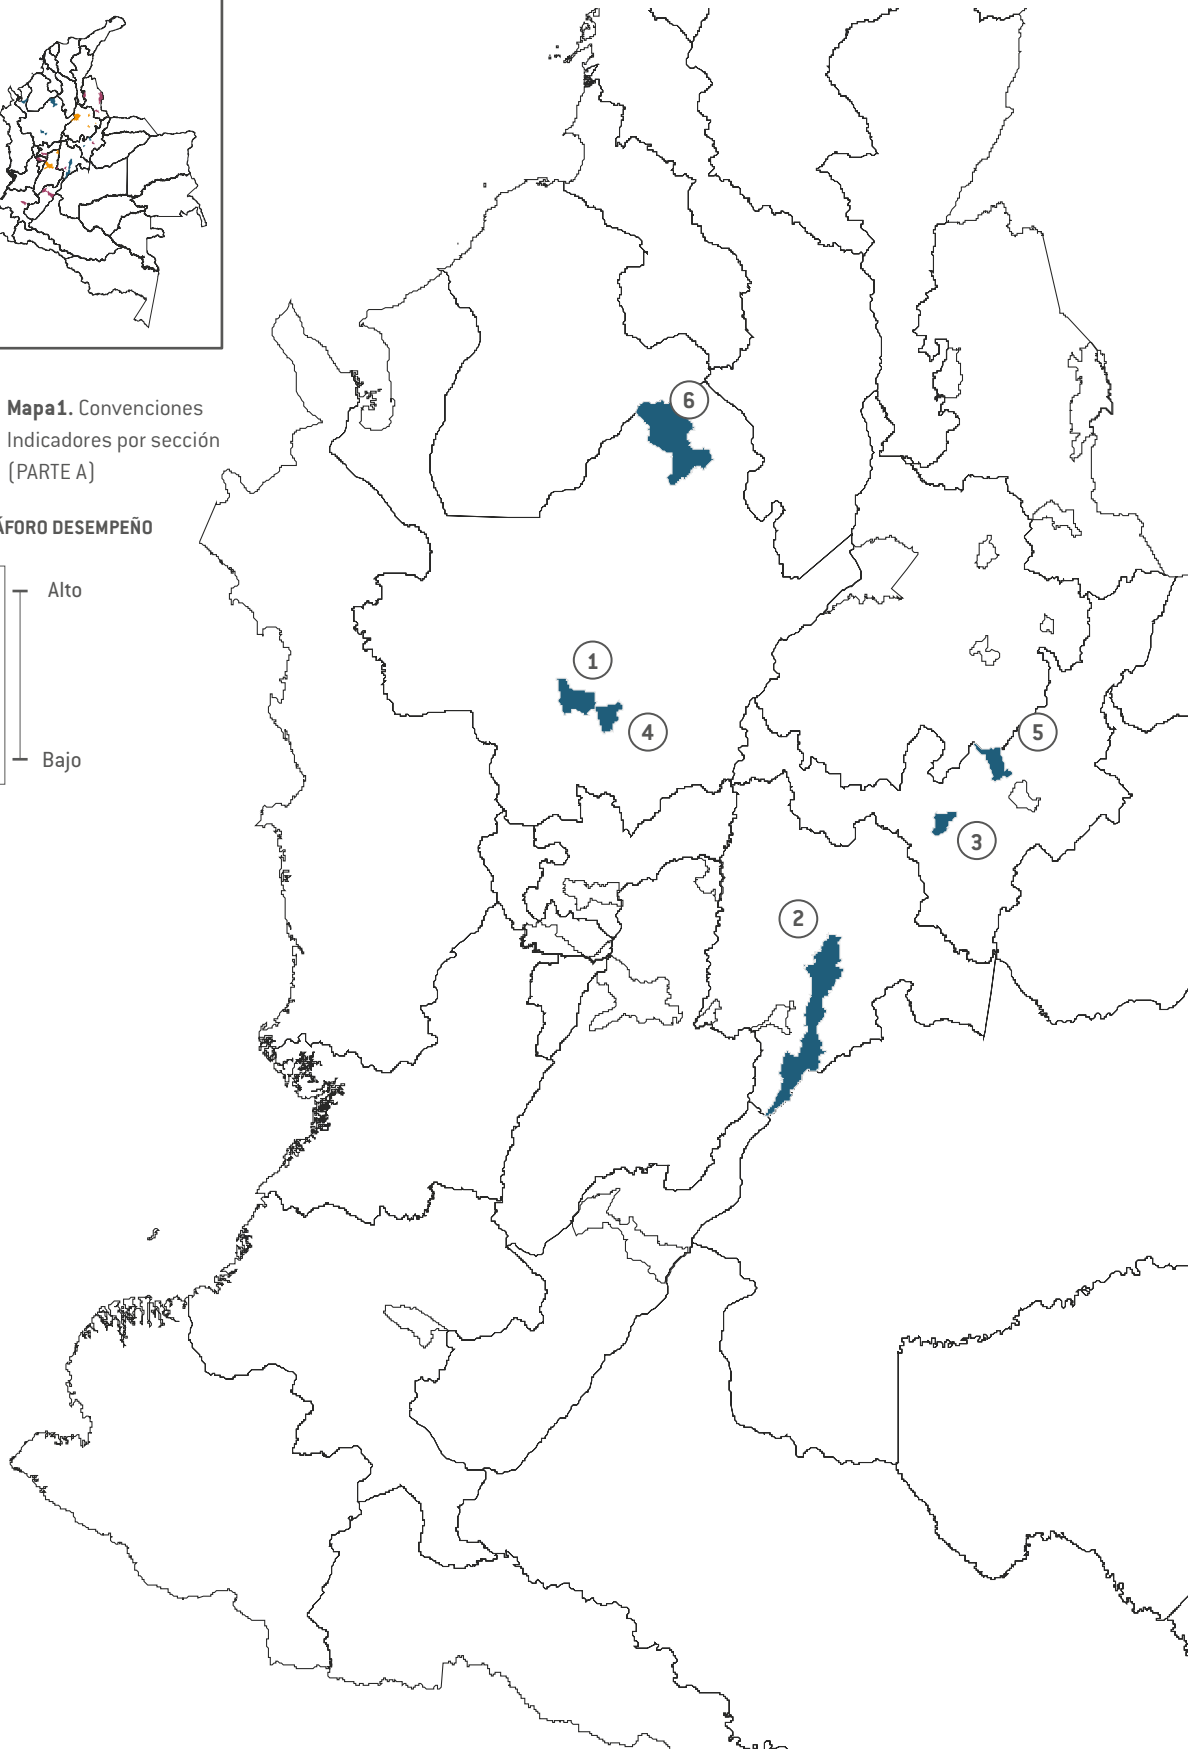 Mapa1. Convenciones
Indicadores por sección
(PARTE A)
ÁFORO DESEMPEÑO
Alto
Bajo
6
1
4
5
3
2